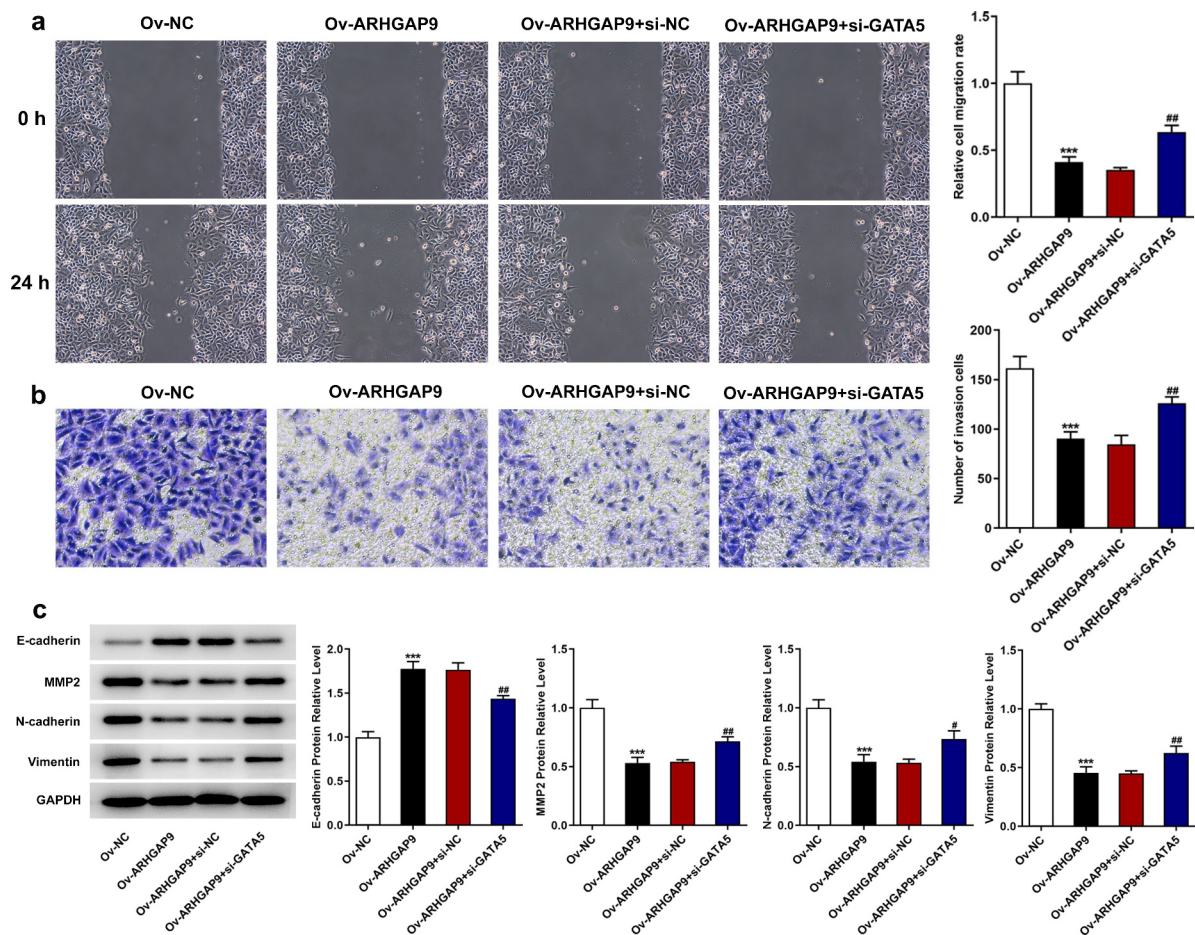 a
Ov-NC
Ov-ARHGAP9
Ov-ARHGAP9+si-NC
Ov-ARHGAP9+si-GATA5
0 h
24 h
Relative cell migration rate
1.5
1.0
0.5
0.0
***
##
Ov-NC
Ov-ARHGAP9
Ov-ARHGAP9+si-NC
Ov-ARHGAP9+si-GATA5
b
Ov-NC
Ov-ARHGAP9
Ov-ARHGAP9+si-NC
Ov-ARHGAP9+si-GATA5
Number of invasion cells
200
150
100
50
0
***
##
Ov-NC
Ov-ARHGAP9
Ov-ARHGAP9+si-NC
Ov-ARHGAP9+si-GATA5
c
E-cadherin
MMP2
N-cadherin
Vimentin
GAPDH
Ov-NC
Ov-ARHGAP9
Ov-ARHGAP9+si-NC
Ov-ARHGAP9+si-GATA5
E-cadherin Protein Relative Level
2.0
1.5
1.0
0.5
0.0
***
##
Ov-NC
Ov-ARHGAP9
Ov-ARHGAP9+si-NC
Ov-ARHGAP9+si-GATA5
MMP2 Protein Relative Level
1.5
1.0
0.5
0.0
***
##
Ov-NC
Ov-ARHGAP9
Ov-ARHGAP9+si-NC
Ov-ARHGAP9+si-GATA5
N-cadherin Protein Relative Level
1.5
1.0
0.5
0.0
***
#
Ov-NC
Ov-ARHGAP9
Ov-ARHGAP9+si-NC
Ov-ARHGAP9+si-GATA5
Vimentin Protein Relative Level
1.5
1.0
0.5
0.0
***
##
Ov-NC
Ov-ARHGAP9
Ov-ARHGAP9+si-NC
Ov-ARHGAP9+si-GATA5